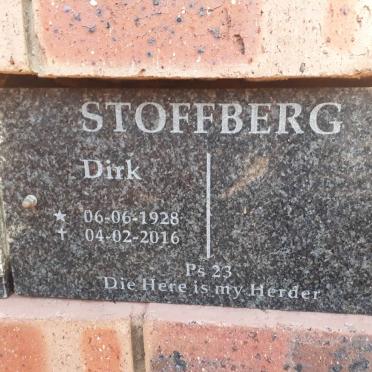 STOFFBERG
Dirk
★ 06-06-1928
✝ 04-02-2016
Ps 23
Die Here is my Herder